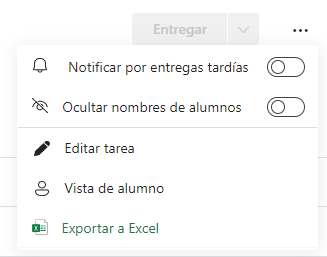 Entregar
Notificar por entregas tardías
Ocultar nombres de alumnos
Editar tarea
Vista de alumno
Exportar a Excel